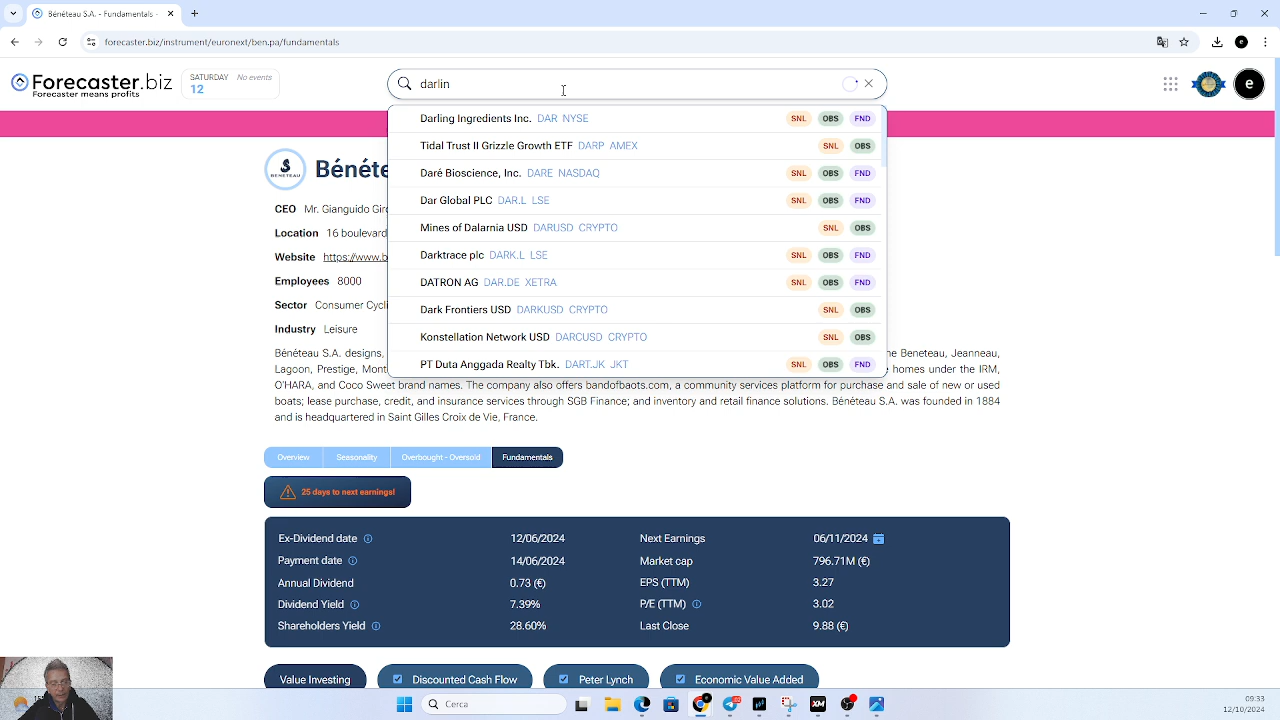 Bénéteau S.A. - Fundamentals -
forecaster.biz/instrument/euronext/ben.pa/fundamentals
e
Forecaster.biz
Forecaster means profits
SATURDAY No events
12
darlin
e
Darling Ingredients Inc. DAR NYSE SNL OBS FND
Tidal Trust II Grizzle Growth ETF DARP AMEX SNL OBS
Daré Bioscience, Inc. DARE NASDAQ SNL OBS FND
Dar Global PLC DAR.L LSE SNL OBS FND
Mines of Dalarnia USD DARUSD CRYPTO SNL OBS
Darktrace plc DARK.L LSE SNL OBS FND
DATRON AG DAR.DE XETRA SNL OBS FND
Dark Frontiers USD DARKUSD CRYPTO SNL OBS
Konstellation Network USD DARCUSD CRYPTO SNL OBS
PT Duta Anggada Realty Tbk. DART.JK JKT SNL OBS FND
BENETEAU
Bénéte
CEO Mr. Gianguido Giro
Location 16 boulevard
Website https://www.b
Employees 8000
Sector Consumer Cycli
Industry Leisure
Bénéteau S.A. designs, he Beneteau, Jeanneau,
Lagoon, Prestige, Mont homes under the IRM,
O'HARA, and Coco Sweet brand names. The company also offers bandofboats.com, a community services platform for purchase and sale of new or used
boats; lease purchase, credit, and insurance services through SGB Finance; and inventory and retail finance solutions. Bénéteau S.A. was founded in 1884
and is headquartered in Saint Gilles Croix de Vie, France.
Overview Seasonality Overbought - Oversold Fundamentals
25 days to next earnings!
Ex-Dividend date 12/06/2024 Next Earnings 06/11/2024
Payment date 14/06/2024 Market cap 796.71M (€)
Annual Dividend 0.73 (€) EPS (TTM) 3.27
Dividend Yield 7.39% P/E (TTM) 3.02
Shareholders Yield 28.60% Last Close 9.88 (€)
Value Investing Discounted Cash Flow Peter Lynch Economic Value Added
Cerca
XM
09:33
12/10/2024